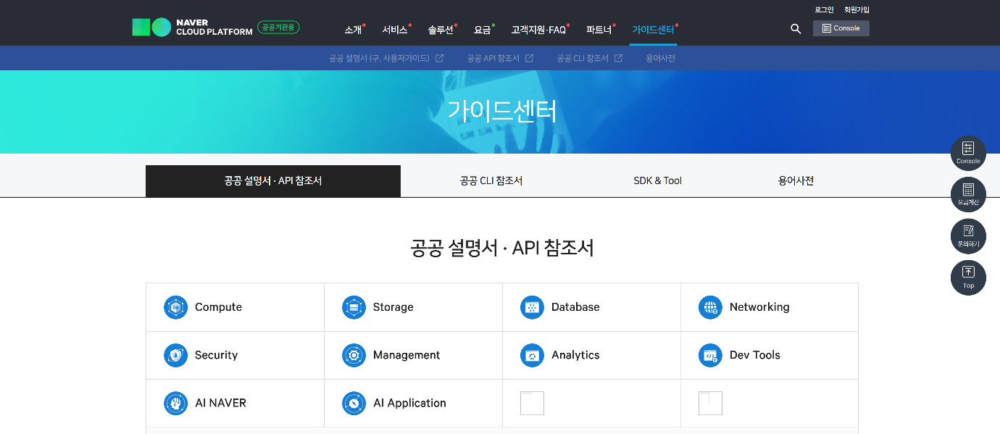 로그인 회원가입
NAVER
CLOUD PLATFORM 공공기관용
소개 서비스 솔루션 요금 고객지원·FAQ 파트너 가이드센터 Console
공공 설명서 (구, 사용자가이드) 공공 API 참조서 공공 CLI 참조서 용어사전
가이드센터
Console
공공 설명서 · API 참조서 공공 CLI 참조서 SDK & Tool 용어사전
요금계산
문의하기
공공 설명서 · API 참조서
Top
Compute Storage Database Networking
Security Management Analytics Dev Tools
AI NAVER AI Application